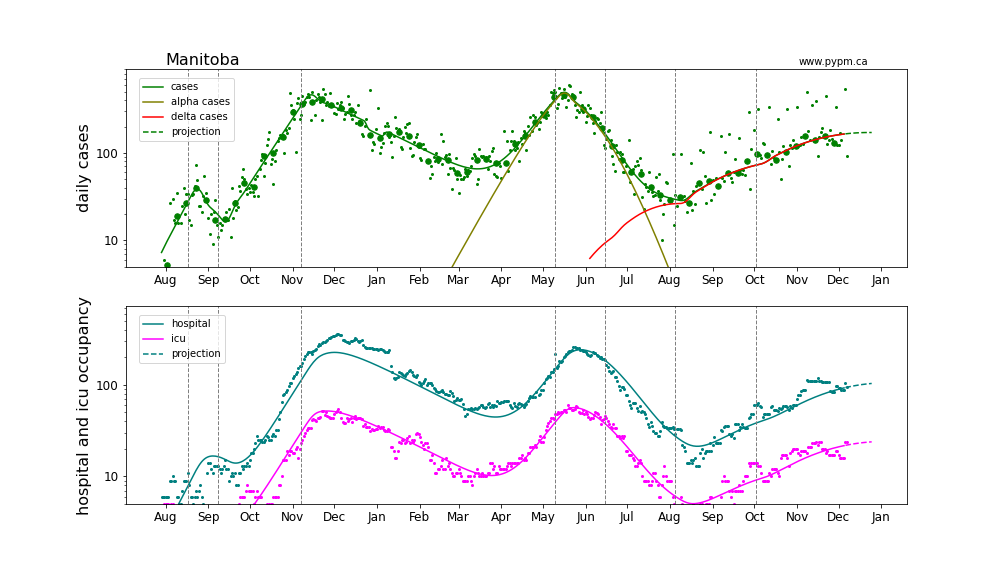 Manitoba
www.pypm.ca
daily cases
cases
alpha cases
delta cases
projection
100
10
Aug Sep Oct Nov Dec Jan Feb Mar Apr May Jun Jul Aug Sep Oct Nov Dec Jan
hospital and icu occupancy
hospital
icu
projection
100
10
Aug Sep Oct Nov Dec Jan Feb Mar Apr May Jun Jul Aug Sep Oct Nov Dec Jan